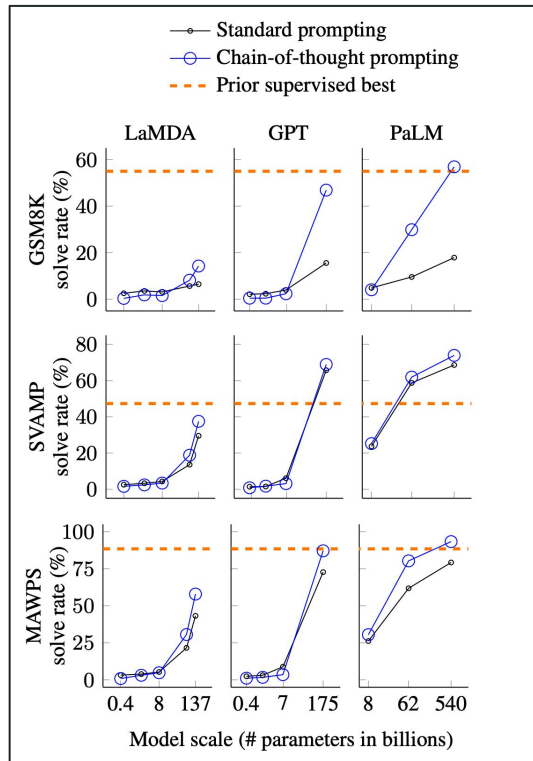 Standard prompting
Chain-of-thought prompting
Prior supervised best
LaMDA GPT PaLM
GSM8K
solve rate (%)
60
40
20
0
SVAMP
solve rate (%)
80
60
40
20
0
MAWPS
solve rate (%)
100
75
50
25
0
0.4 8 137 0.4 7 175 8 62 540
Model scale (# parameters in billions)